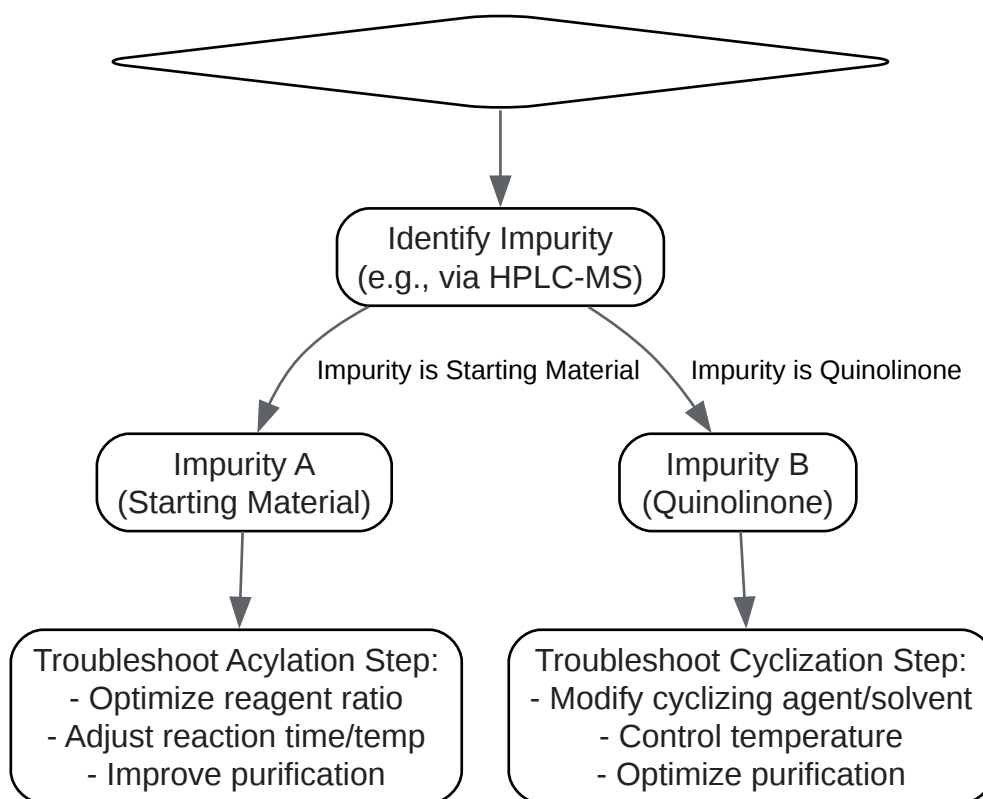 Identify Impurity
(e.g., via HPLC-MS)
Impurity is Starting Material
Impurity is Quinolinone
Impurity A
(Starting Material)
Impurity B
(Quinolinone)
Troubleshoot Acylation Step:
- Optimize reagent ratio
- Adjust reaction time/temp
- Improve purification
Troubleshoot Cyclization Step:
- Modify cyclizing agent/solvent
- Control temperature
- Optimize purification